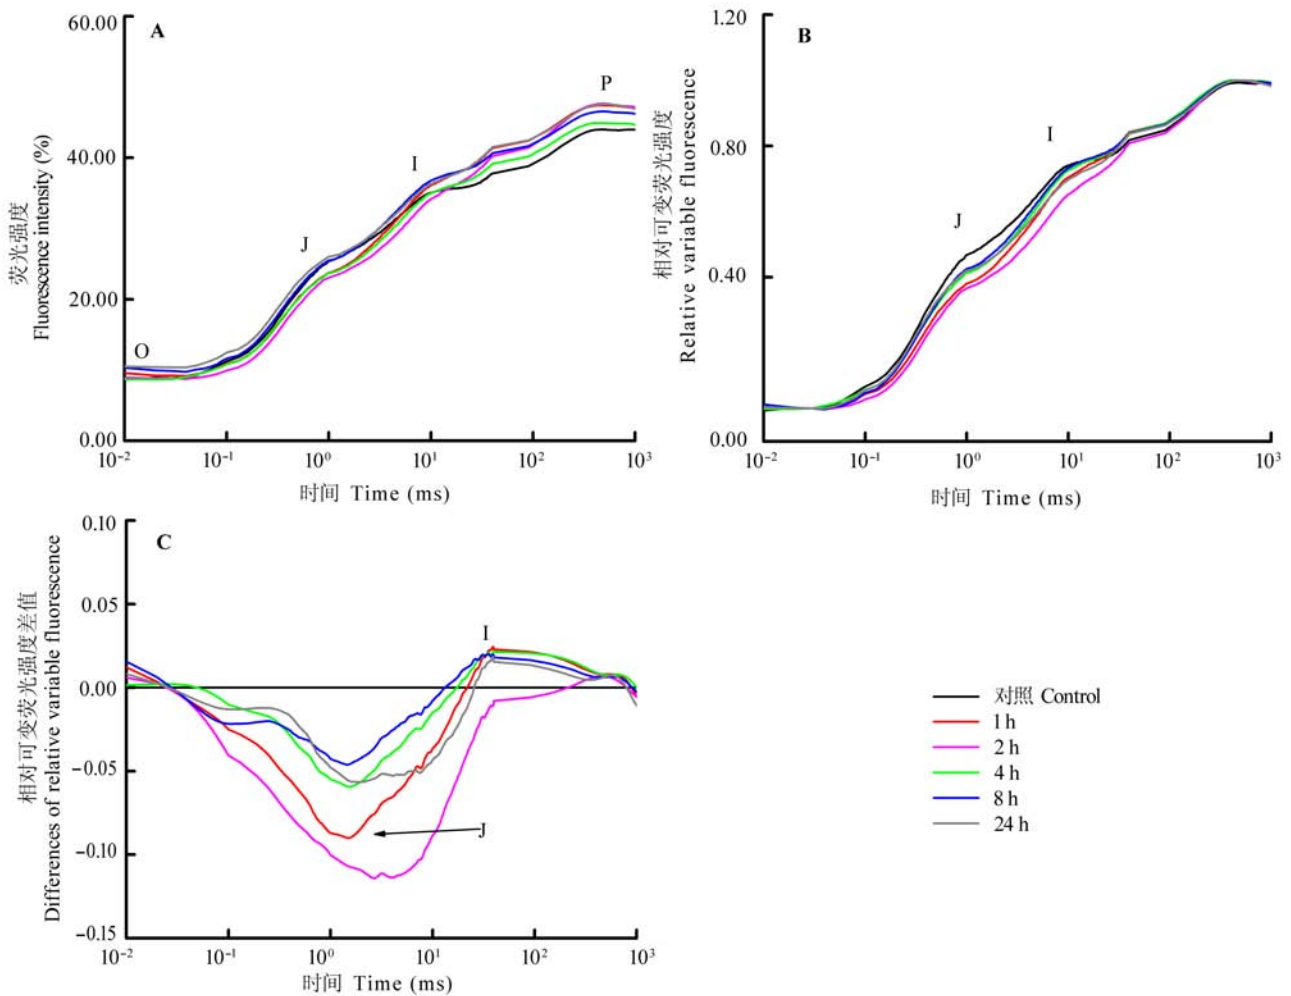 A
荧光强度
Fluorescence intensity (%)
60.00
40.00
20.00
0.00
O
J
I
P
10⁻² 10⁻¹ 10⁰ 10¹ 10² 10³
时间 Time (ms)
B
相对可变荧光强度
Relative variable fluorescence
1.20
0.80
0.40
0.00
J
I
10⁻² 10⁻¹ 10⁰ 10¹ 10² 10³
时间 Time (ms)
C
相对可变荧光强度差值
Differences of relative variable fluorescence
0.10
0.05
0.00
−0.05
−0.10
−0.15
I
J
10⁻² 10⁻¹ 10⁰ 10¹ 10² 10³
时间 Time (ms)
对照 Control
1 h
2 h
4 h
8 h
24 h